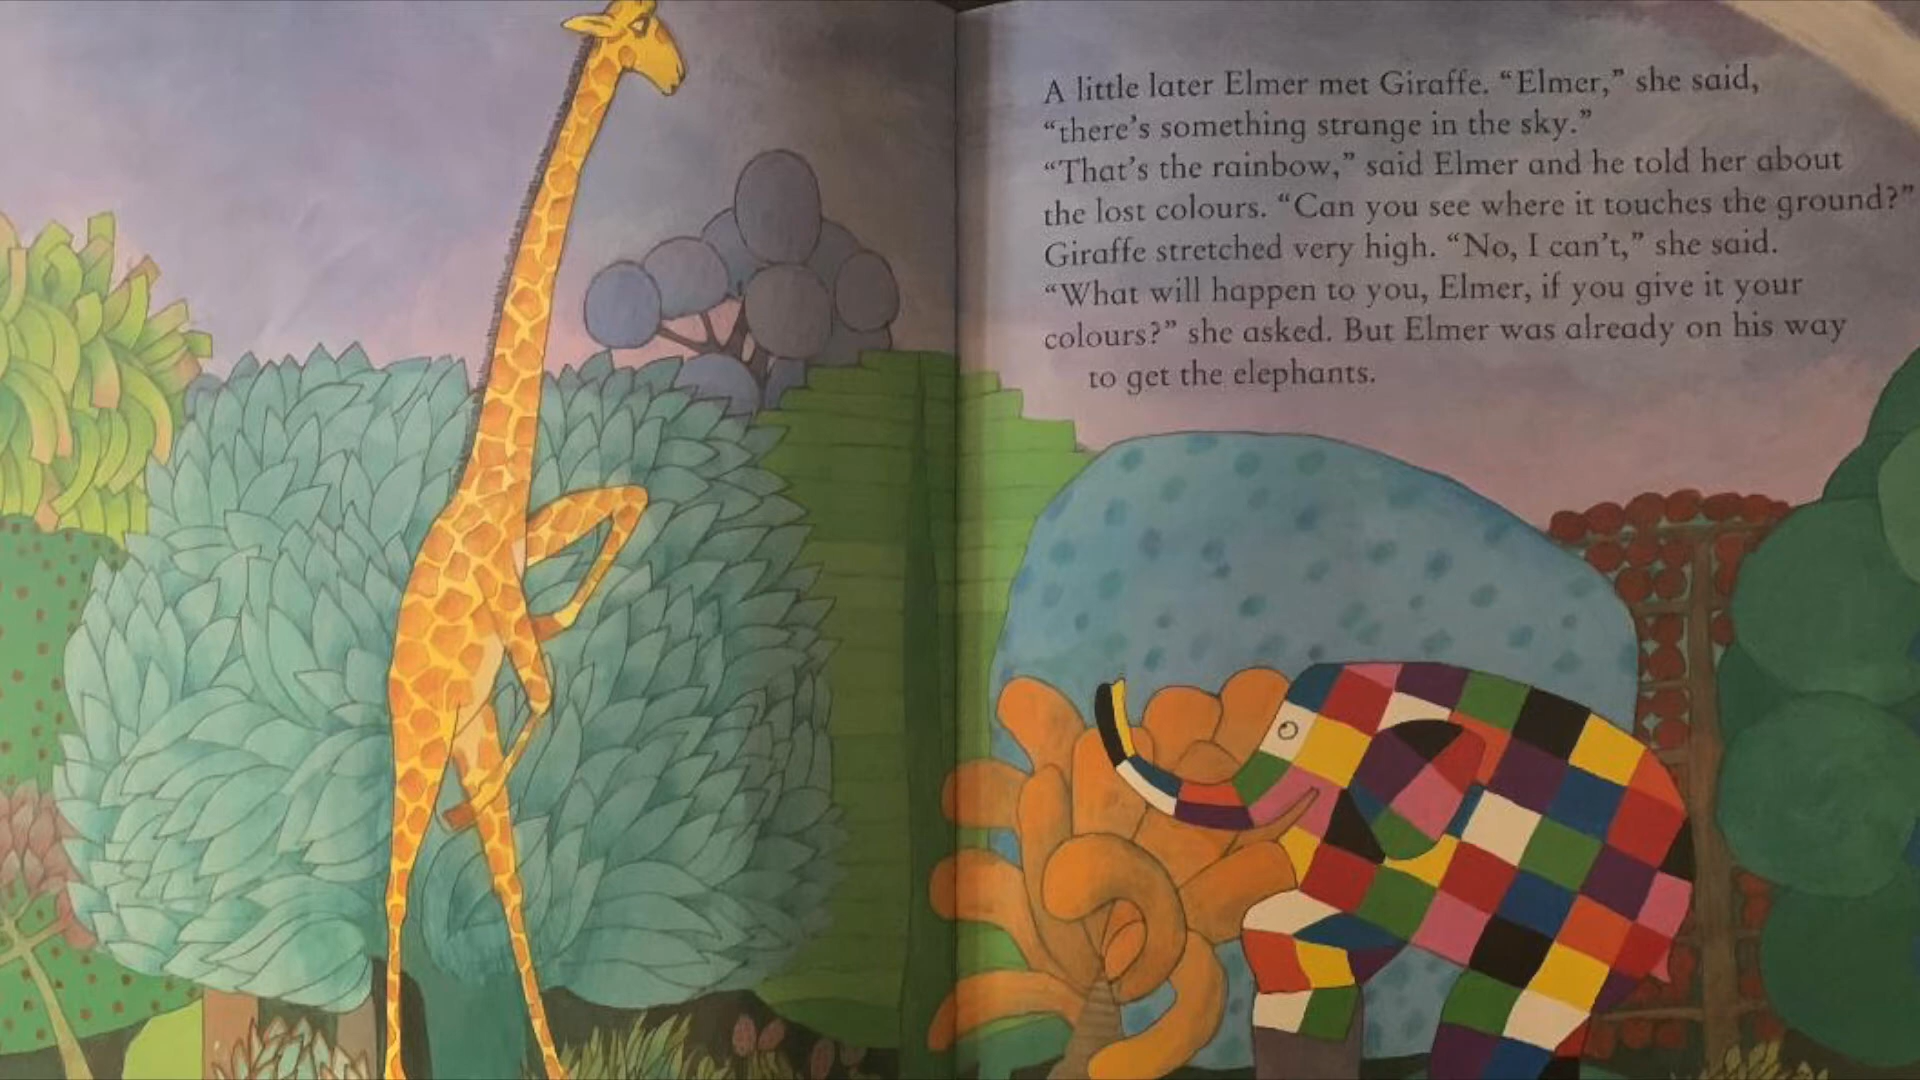 A little later Elmer met Giraffe. “Elmer,” she said,
“there’s something strange in the sky.”
“That’s the rainbow,” said Elmer and he told her about
the lost colours. “Can you see where it touches the ground?”
Giraffe stretched very high. “No, I can’t,” she said.
“What will happen to you, Elmer, if you give it your
colours?” she asked. But Elmer was already on his way
to get the elephants.